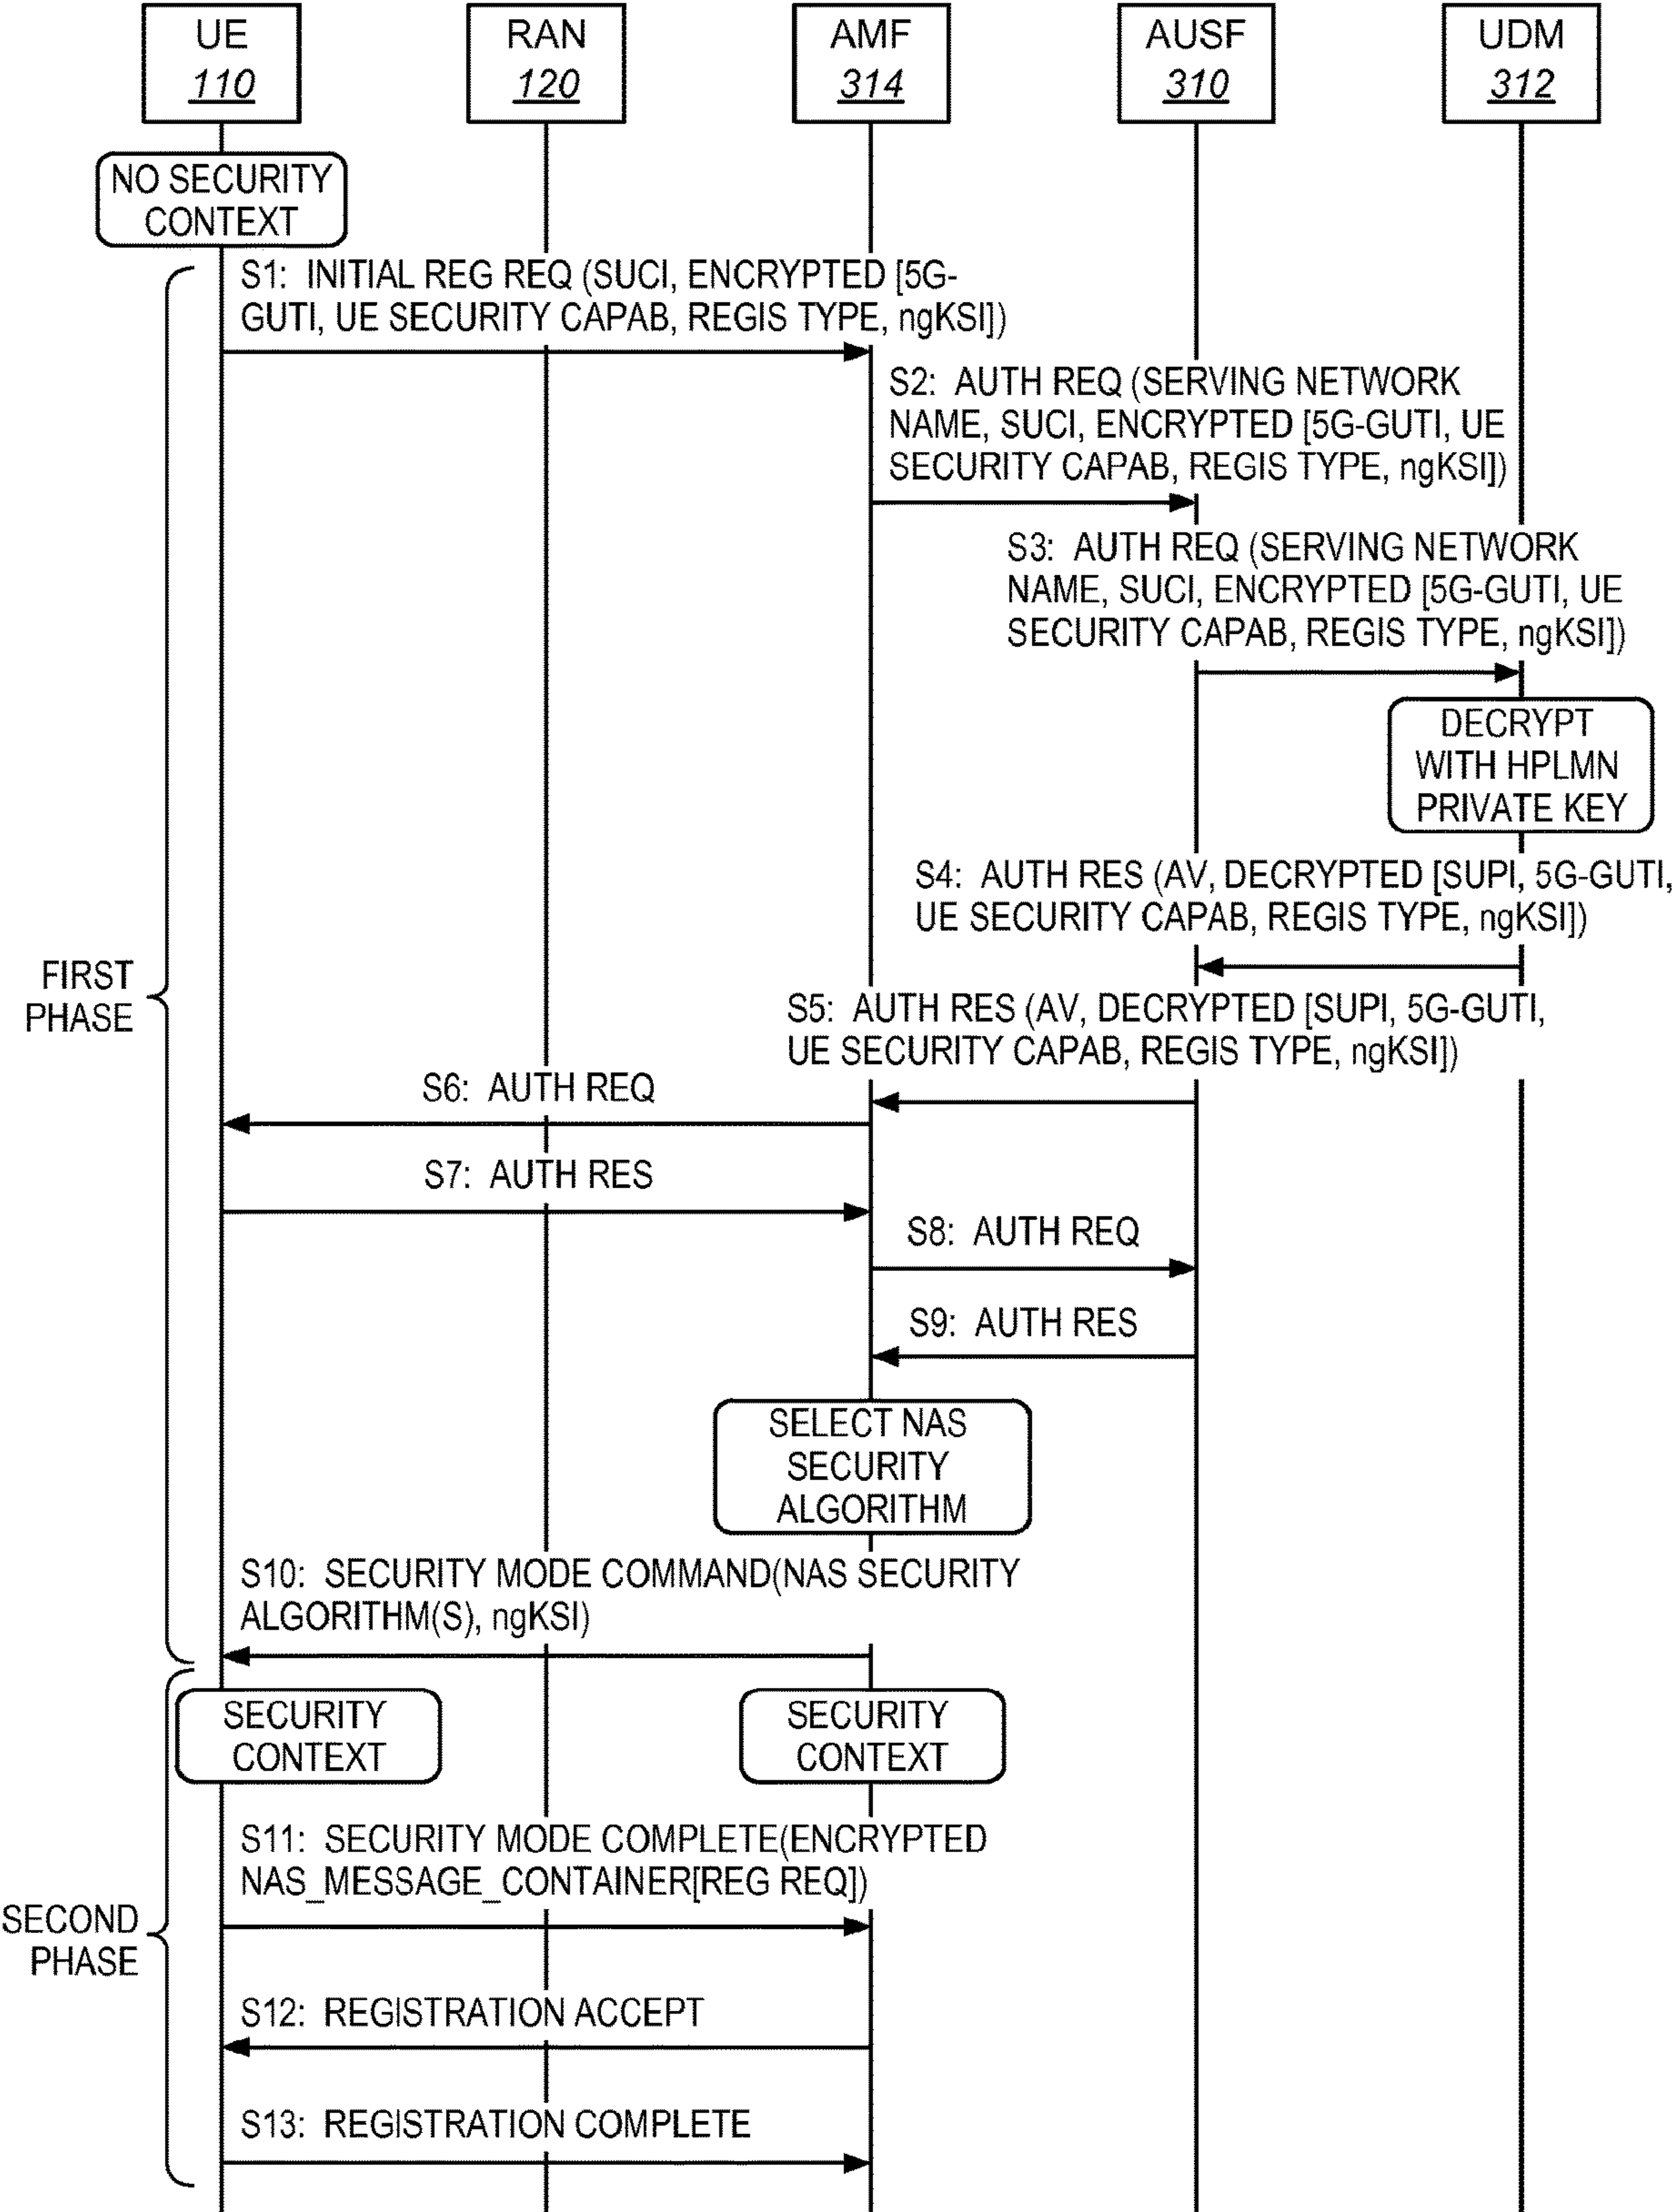 UE
110
RAN
120
AMF
314
AUSF
310
UDM
312
NO SECURITY
CONTEXT
S1: INITIAL REG REQ (SUCI, ENCRYPTED [5G-
GUTI, UE SECURITY CAPAB, REGIS TYPE, ngKSI])
S2: AUTH REQ (SERVING NETWORK
NAME, SUCI, ENCRYPTED [5G-GUTI, UE
SECURITY CAPAB, REGIS TYPE, ngKSI])
S3: AUTH REQ (SERVING NETWORK
NAME, SUCI, ENCRYPTED [5G-GUTI, UE
SECURITY CAPAB, REGIS TYPE, ngKSI])
DECRYPT
WITH HPLMN
PRIVATE KEY
S4: AUTH RES (AV, DECRYPTED [SUPI, 5G-GUTI,
UE SECURITY CAPAB, REGIS TYPE, ngKSI])
FIRST
PHASE
S5: AUTH RES (AV, DECRYPTED [SUPI, 5G-GUTI,
UE SECURITY CAPAB, REGIS TYPE, ngKSI])
S6: AUTH REQ
S7: AUTH RES
S8: AUTH REQ
S9: AUTH RES
SELECT NAS
SECURITY
ALGORITHM
S10: SECURITY MODE COMMAND(NAS SECURITY
ALGORITHM(S), ngKSI)
SECURITY
CONTEXT
SECURITY
CONTEXT
S11: SECURITY MODE COMPLETE(ENCRYPTED
NAS_MESSAGE_CONTAINER[REG REQ])
SECOND
PHASE
S12: REGISTRATION ACCEPT
S13: REGISTRATION COMPLETE